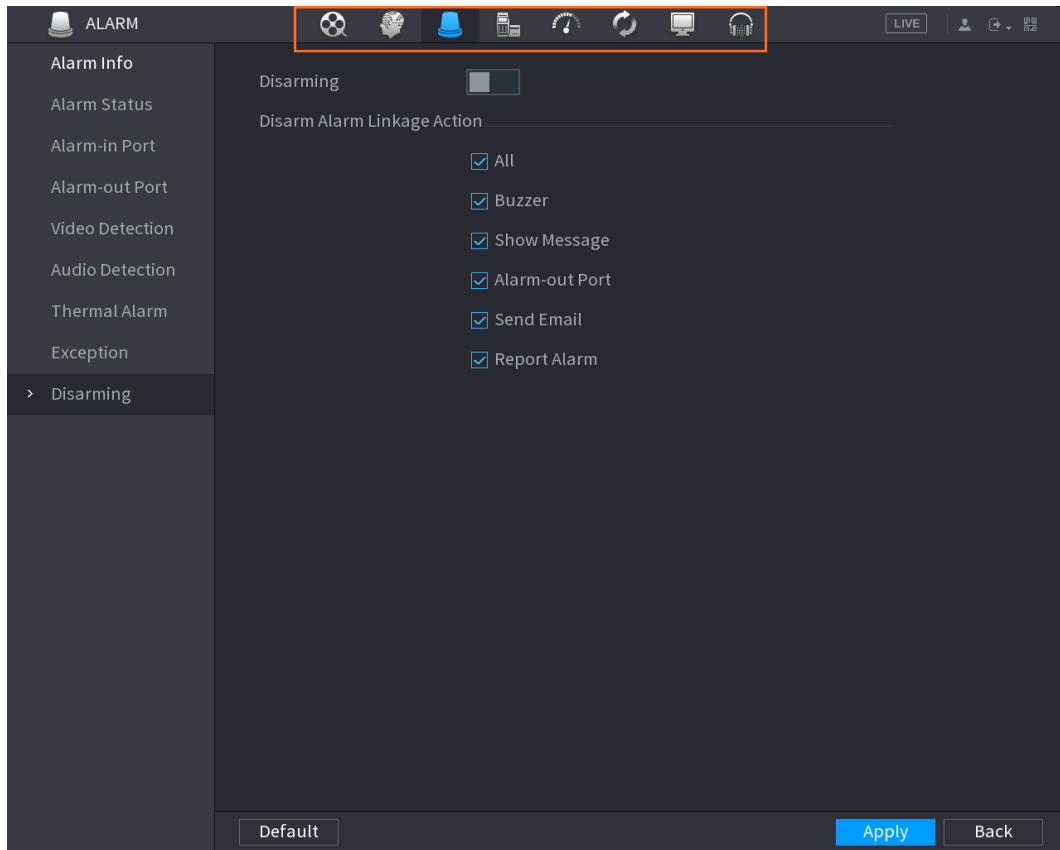 ALARM
LIVE
Alarm Info
Alarm Status
Alarm-in Port
Alarm-out Port
Video Detection
Audio Detection
Thermal Alarm
Exception
Disarming
Disarming
Disarm Alarm Linkage Action
All
Buzzer
Show Message
Alarm-out Port
Send Email
Report Alarm
Default
Apply
Back